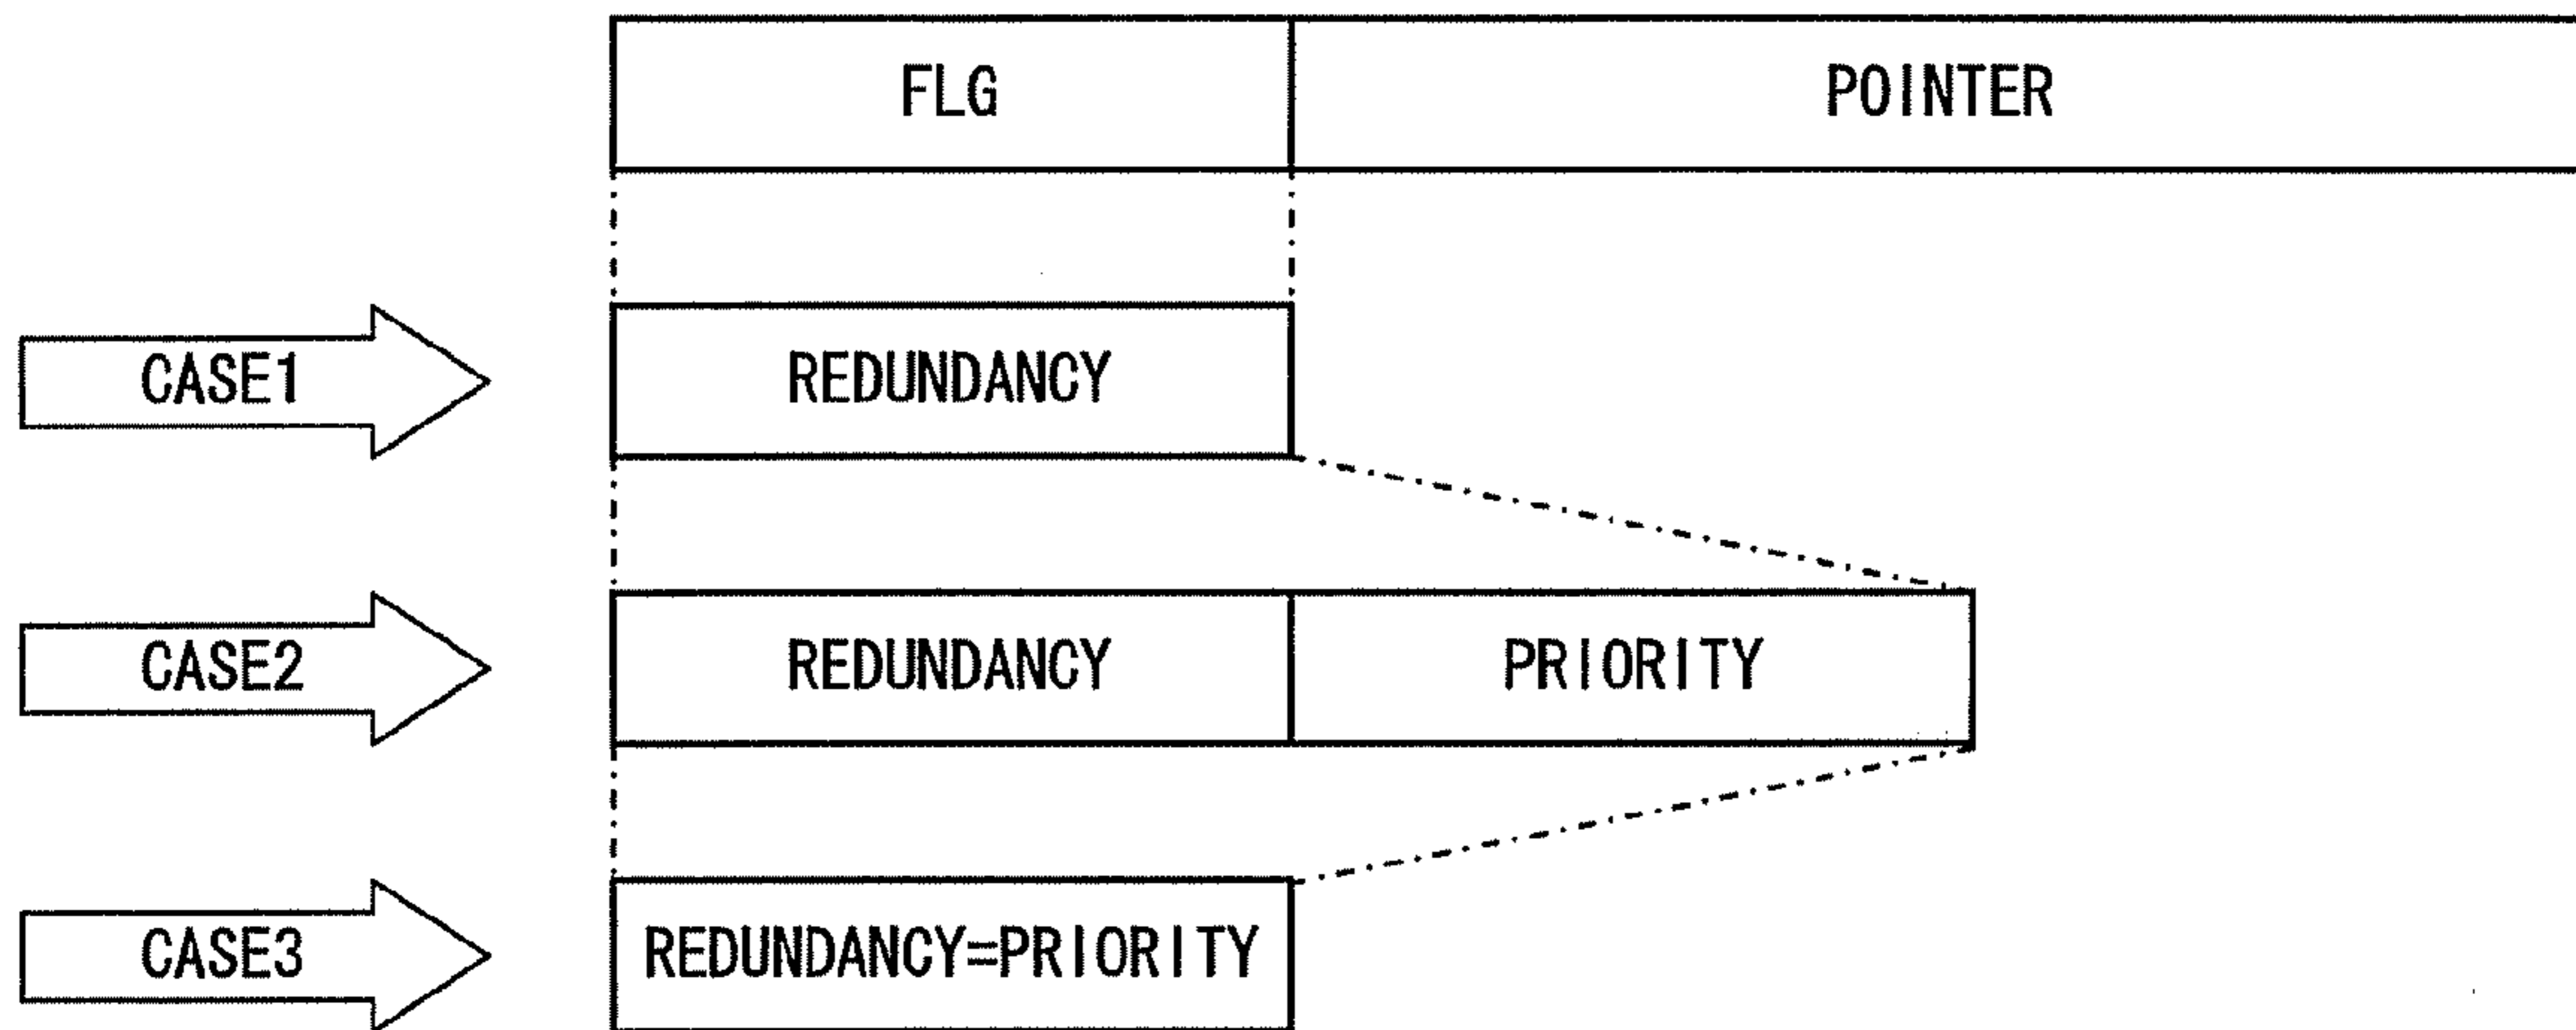 FLG POINTER
CASE1 REDUNDANCY
CASE2 REDUNDANCY PRIORITY
CASE3 REDUNDANCY=PRIORITY